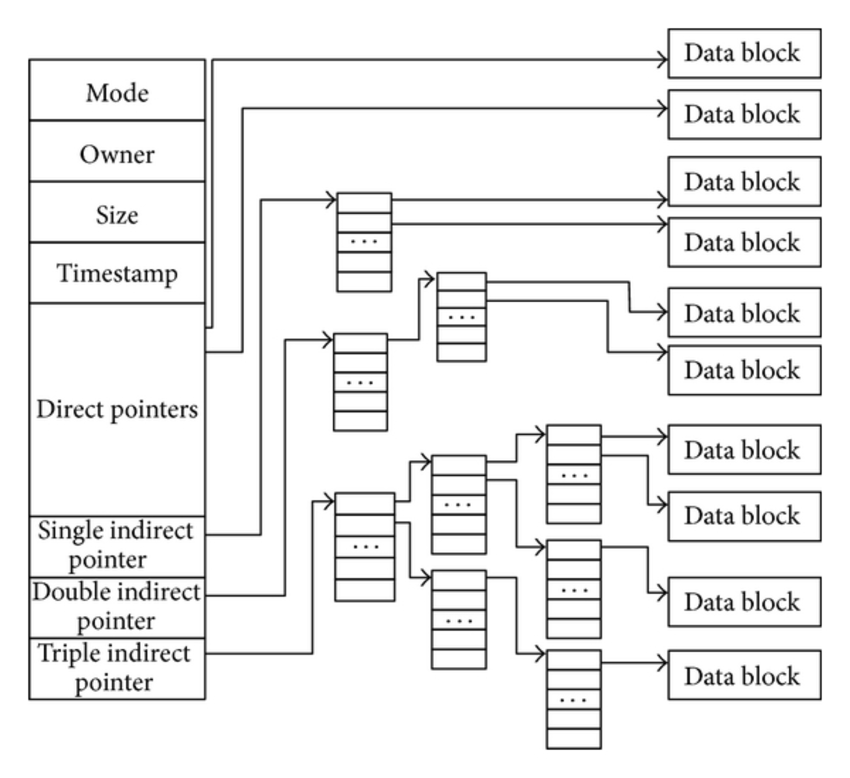 Mode
Owner
Size
Timestamp
Direct pointers
Single indirect
pointer
Double indirect
pointer
Triple indirect
pointer
...
...
...
...
...
...
...
...
...
Data block
Data block
Data block
Data block
Data block
Data block
Data block
Data block
Data block
Data block